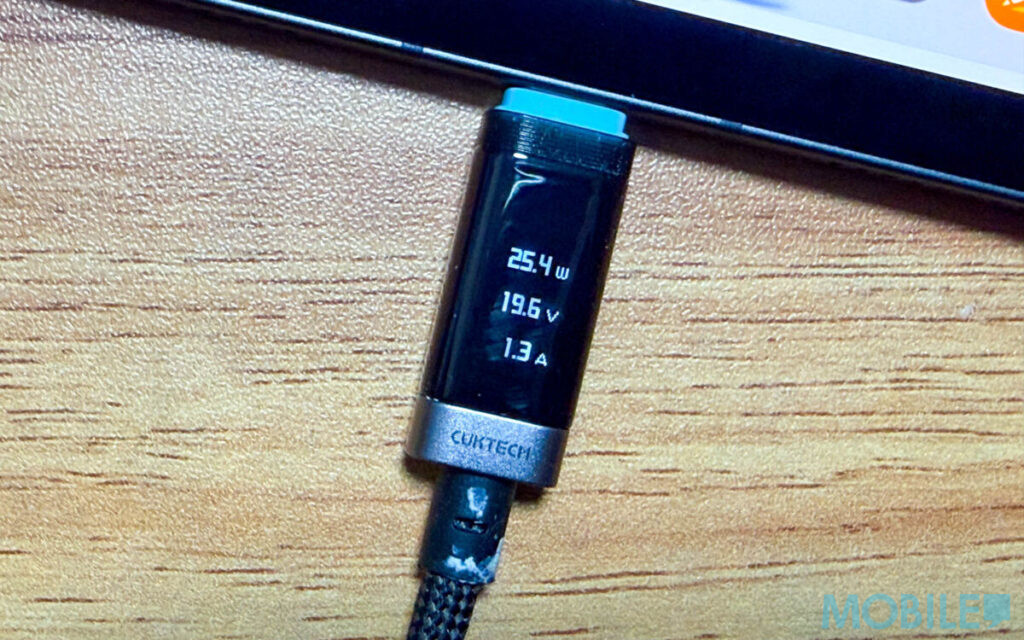 25.4 W
19.6 V
1.3 A
CUKTECH
MOBILE